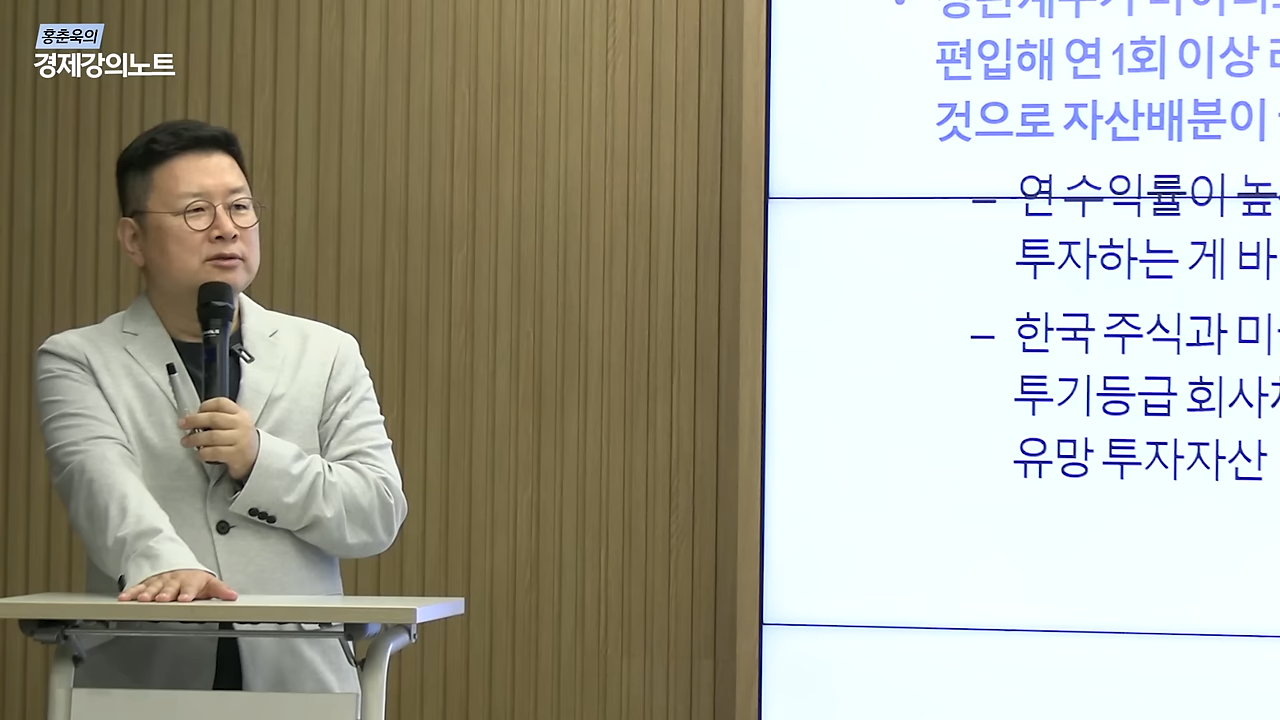 홍춘욱의
경제강의노트
편입해 연 1회 이상
것으로 자산배분이
– 연 수익률이 높
투자하는 게 바
– 한국 주식과 미
투기등급 회사채
유망 투자자산